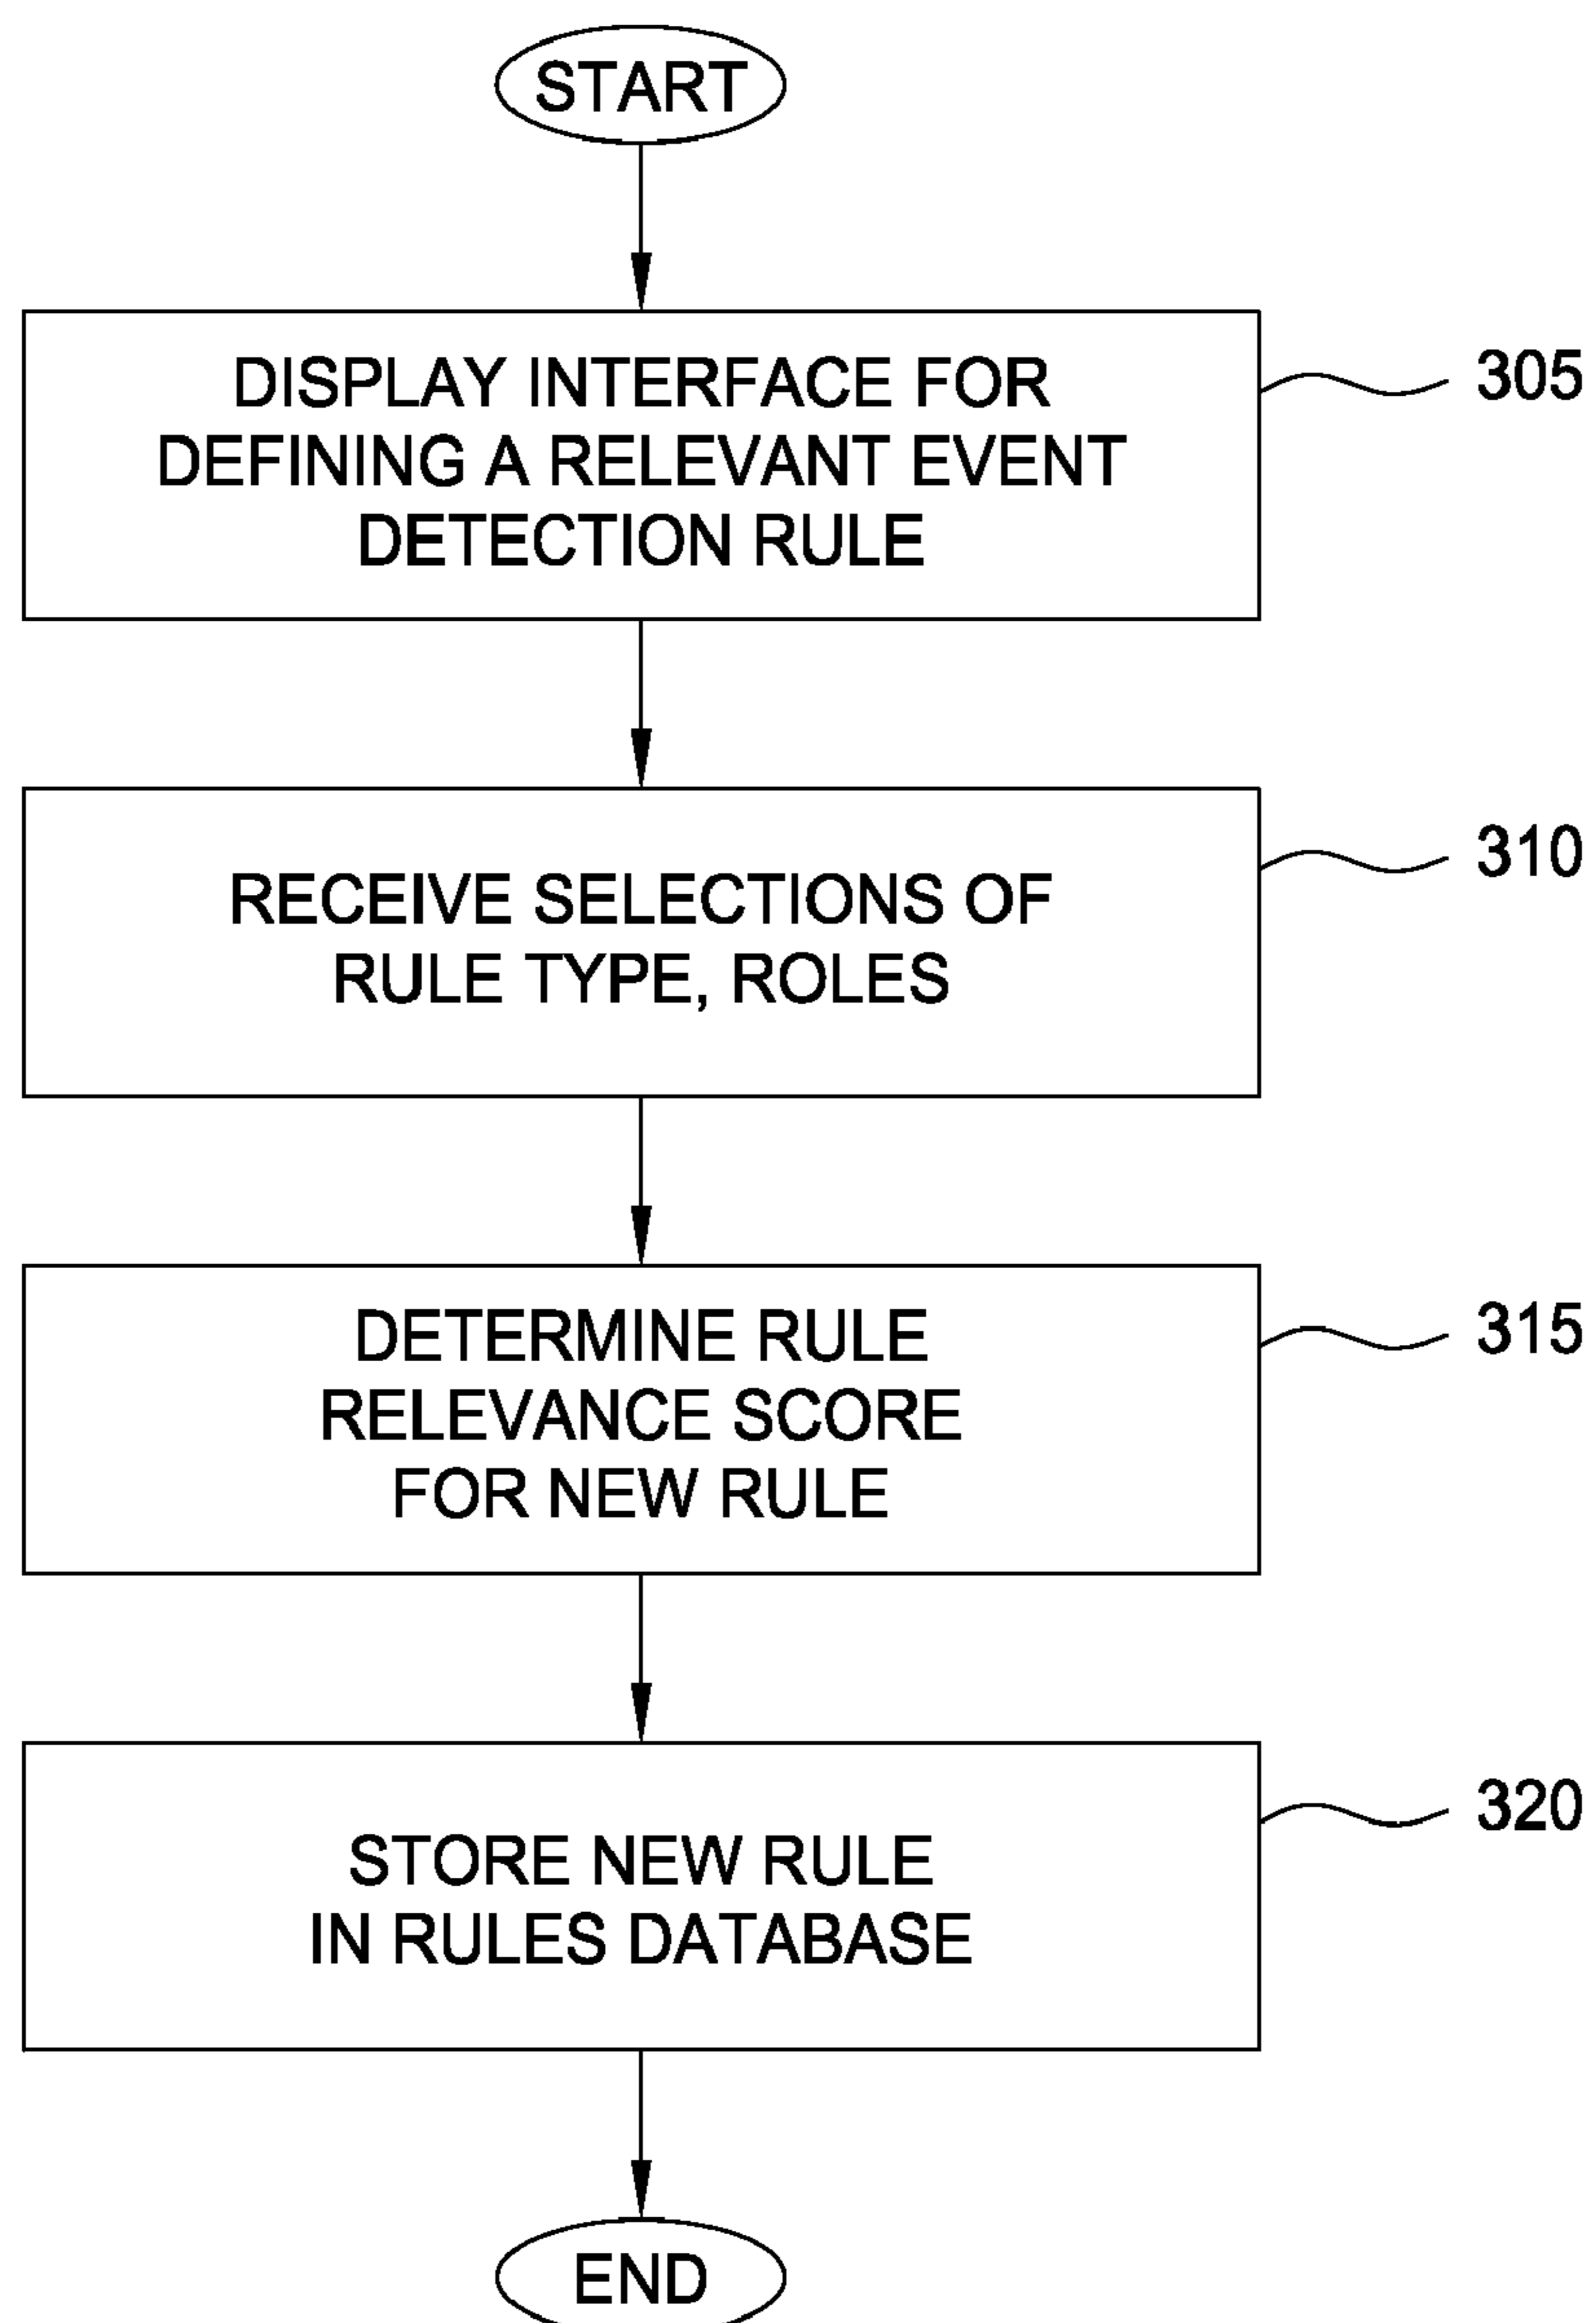 START
DISPLAY INTERFACE FOR
DEFINING A RELEVANT EVENT
DETECTION RULE
305
RECEIVE SELECTIONS OF
RULE TYPE, ROLES
310
DETERMINE RULE
RELEVANCE SCORE
FOR NEW RULE
315
STORE NEW RULE
IN RULES DATABASE
320
END